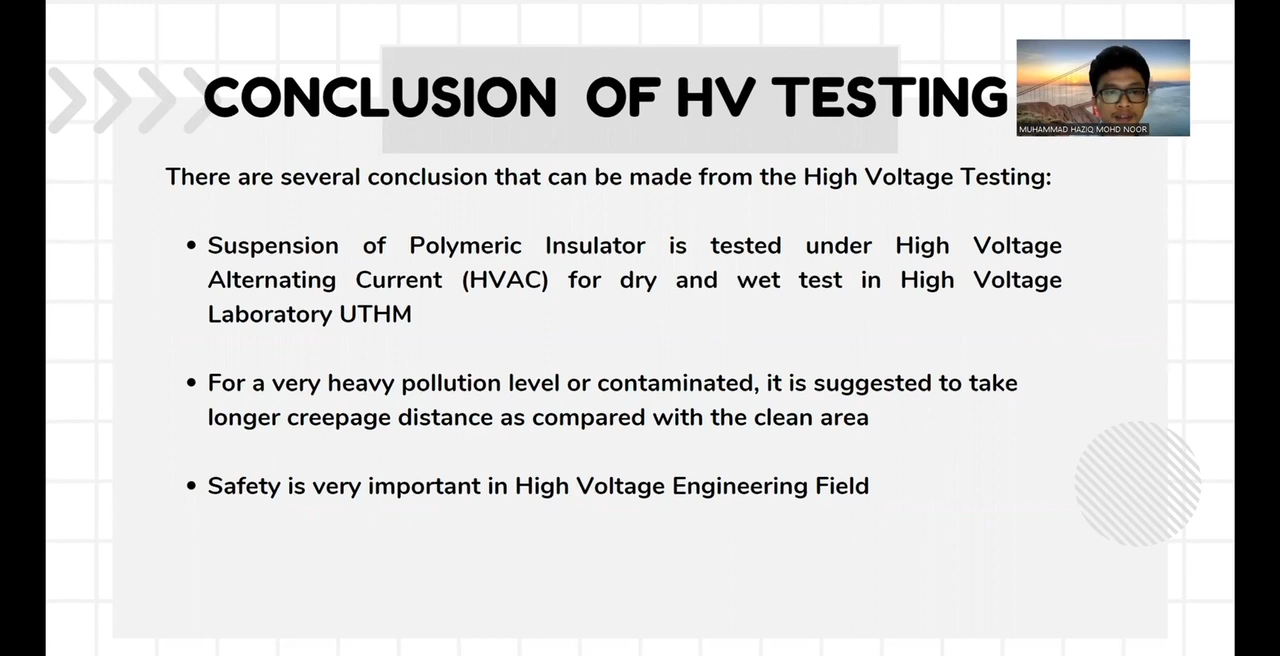 CONCLUSION OF HV TESTING
MUHAMMAD HAZIQ MOHD NOOR
There are several conclusion that can be made from the High Voltage Testing:
• Suspension of Polymeric Insulator is tested under High Voltage
Alternating Current (HVAC) for dry and wet test in High Voltage
Laboratory UTHM
• For a very heavy pollution level or contaminated, it is suggested to take
longer creepage distance as compared with the clean area
• Safety is very important in High Voltage Engineering Field